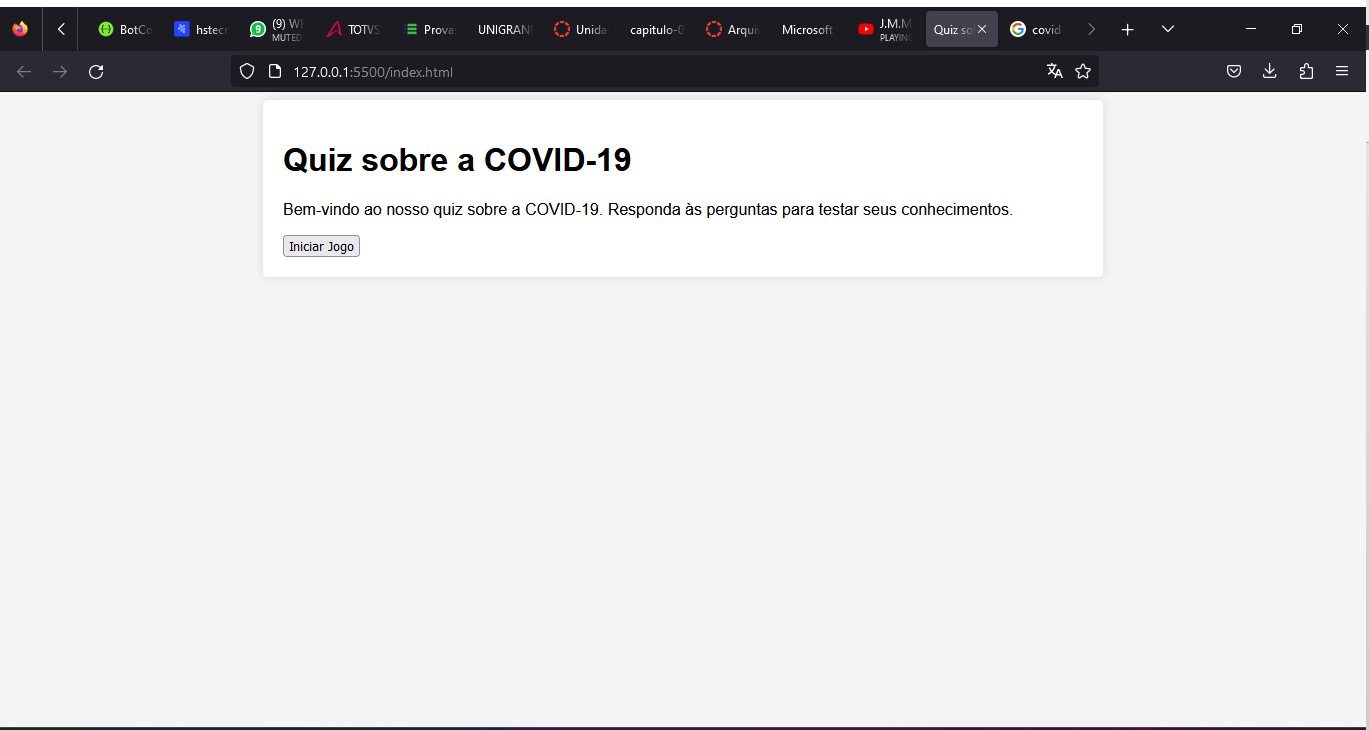 BotCo
hstecr
9
(9) W
MUTED
TOTVS
Prova
UNIGRAN
Unida
capitulo-0
Arqui
Microsoft
J.M.M
PLAYING
Quiz so
covid
127.0.0.1:5500/index.html
Quiz sobre a COVID-19
Bem-vindo ao nosso quiz sobre a COVID-19. Responda às perguntas para testar seus conhecimentos.
Iniciar Jogo